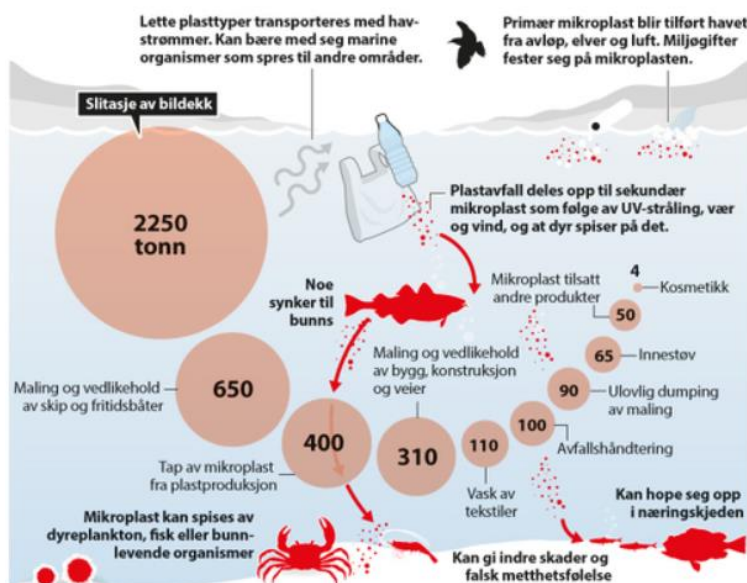 Lette plasttyper transporteres med hav-
strømmer. Kan bære med seg marine
organismer som spres til andre områder.
Primær mikroplast blir tilført havet
fra avløp, elver og luft. Miljøgifter
fester seg på mikroplasten.
Slitasje av bildekk
2250
tonn
Plastavfall deles opp til sekundær
mikroplast som følge av UV-stråling, vær
og vind, og at dyr spiser på det.
Noe
synker til
bunns
Mikroplast tilsatt
andre produkter
4
Kosmetikk
50
65
Innestøv
90
Ulovlig dumping
av maling
100
Avfallshåndtering
110
Vask av
tekstiler
Maling og vedlikehold
av bygg, konstruksjon
og veier
310
400
Tap av mikroplast
fra plastproduksjon
650
Maling og vedlikehold
av skip og fritidsbåter
Mikroplast kan spises av
dyreplankton, fisk eller bunn-
levende organismer
Kan gi indre skader og
falsk metthetsfølelse
Kan hope seg opp
i næringskjeden